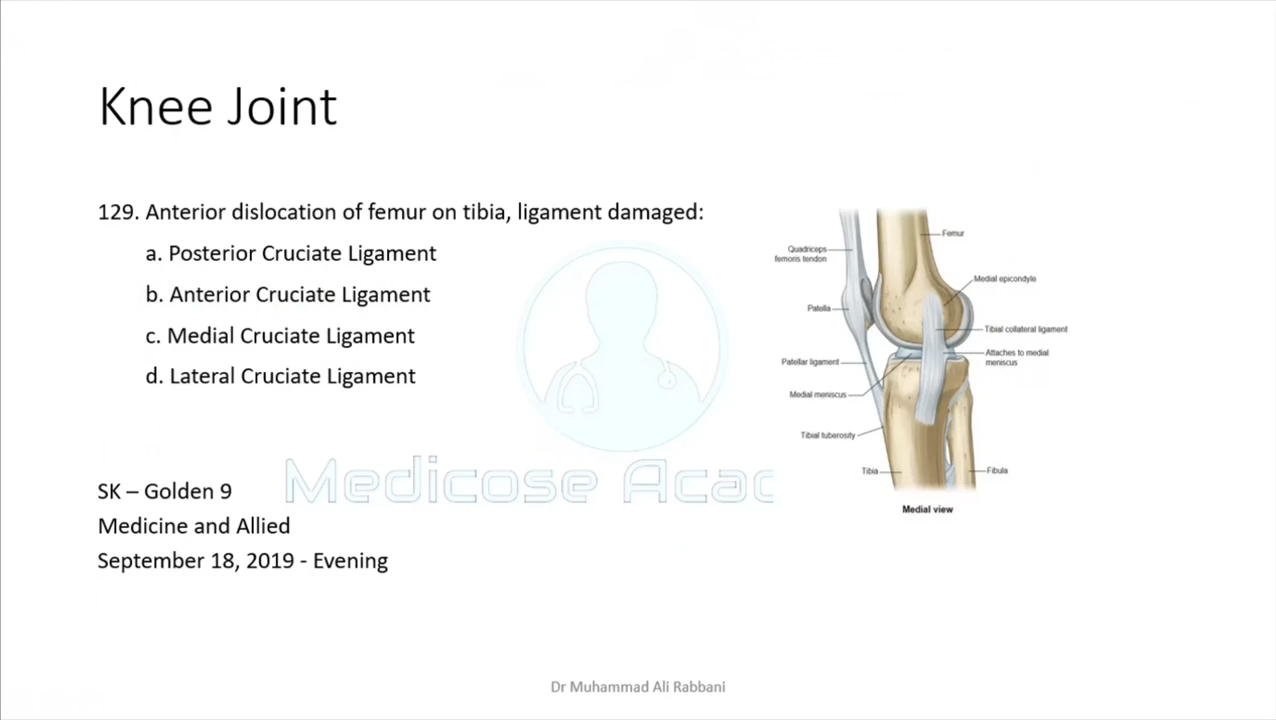 Knee Joint
129. Anterior dislocation of femur on tibia, ligament damaged:
a. Posterior Cruciate Ligament
b. Anterior Cruciate Ligament
c. Medial Cruciate Ligament
d. Lateral Cruciate Ligament
SK – Golden 9
Medicine and Allied
September 18, 2019 - Evening
Medicose Acad
Quadriceps
femoris tendon
Patella
Patellar ligament
Medial meniscus
Tibial tuberosity
Tibia
Femur
Medial epicondyle
Tibial collateral ligament
Attaches to medial
meniscus
Fibula
Medial view
Dr Muhammad Ali Rabbani